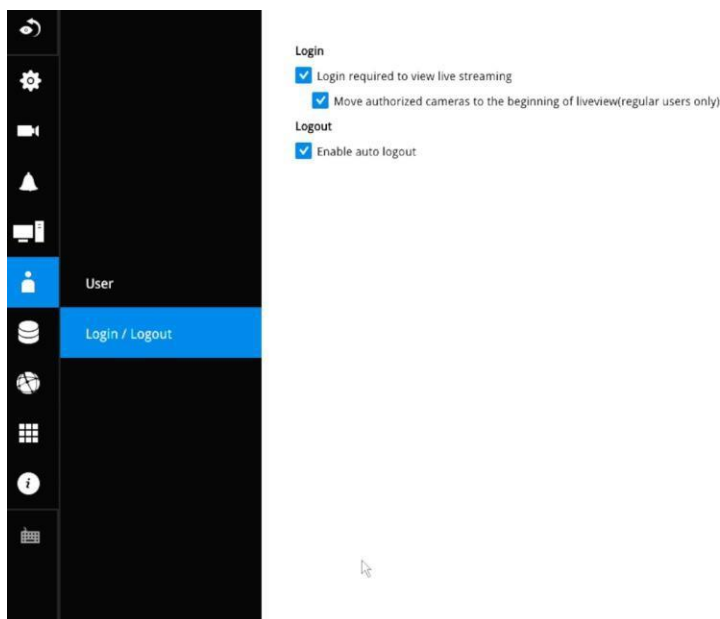 Login
Login required to view live streaming
Move authorized cameras to the beginning of liveview(regular users only)
Logout
Enable auto logout
User
Login / Logout